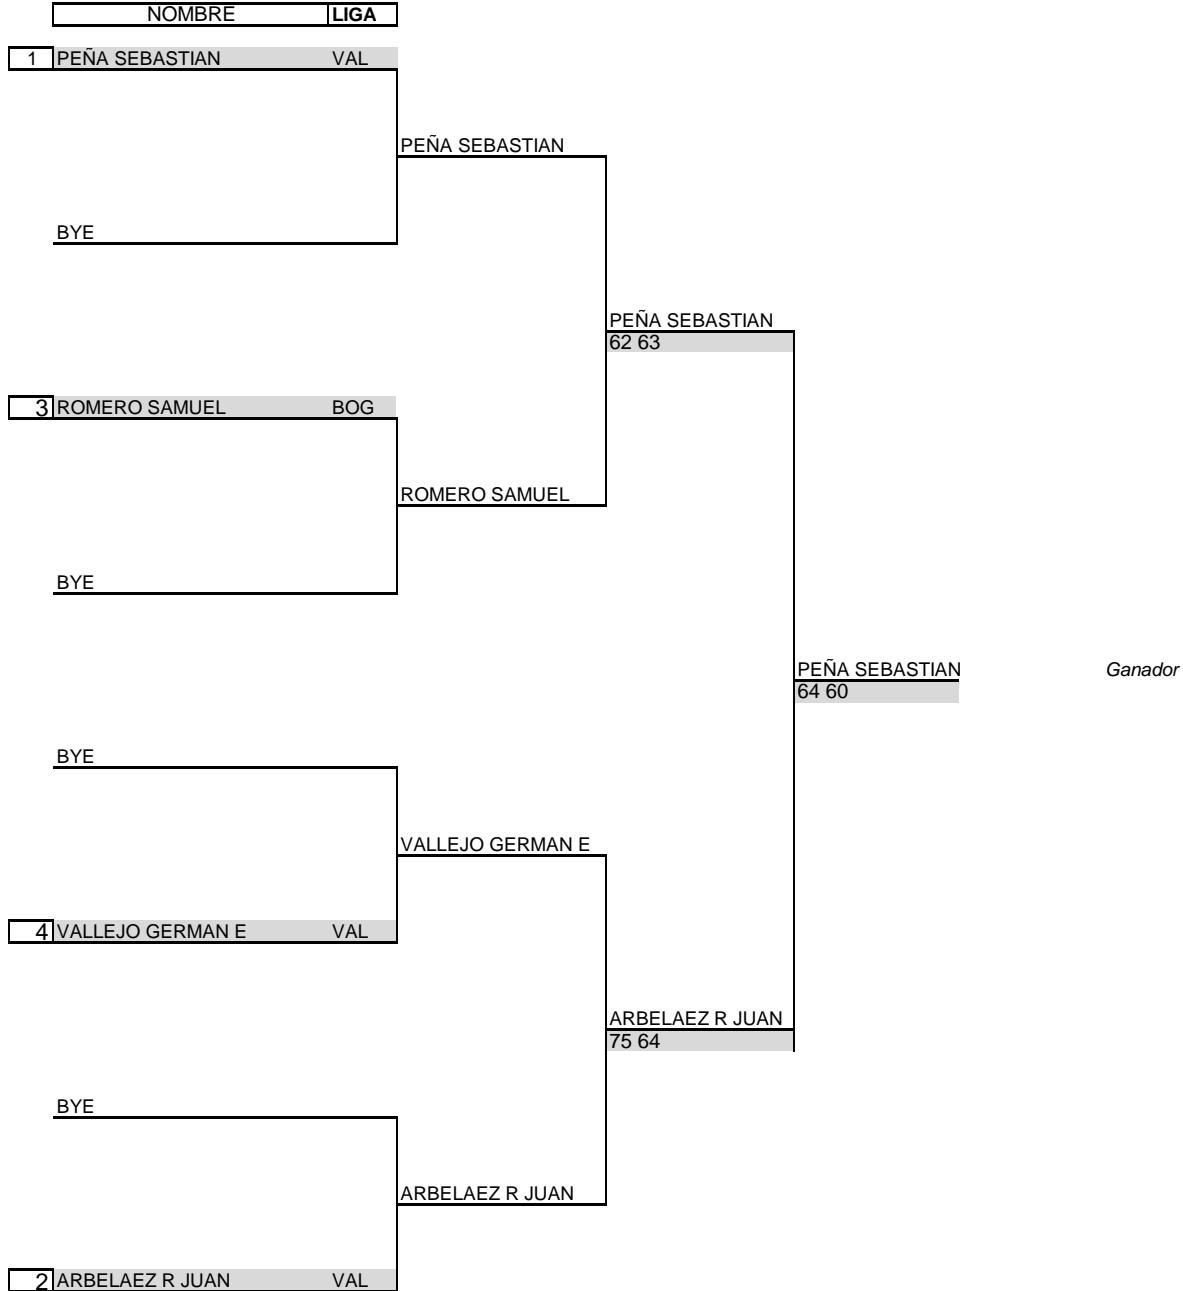 NOMBRE LIGA
1 PEÑA SEBASTIAN VAL
PEÑA SEBASTIAN
BYE
PEÑA SEBASTIAN
62 63
3 ROMERO SAMUEL BOG
ROMERO SAMUEL
BYE
PEÑA SEBASTIAN Ganador
64 60
BYE
VALLEJO GERMAN E
4 VALLEJO GERMAN E VAL
ARBELAEZ R JUAN
75 64
BYE
ARBELAEZ R JUAN
2 ARBELAEZ R JUAN VAL